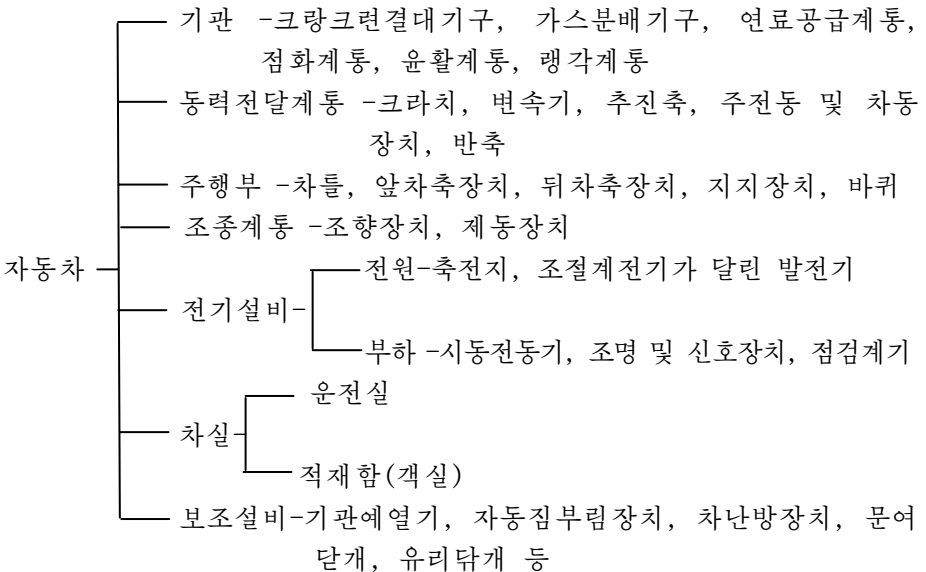 기관 -크랑크련결대기구, 가스분배기구, 연료공급계통,
점화계통, 윤활계통, 랭각계통
동력전달계통 -크라치, 변속기, 추진축, 주전동 및 차동
장치, 반축
주행부 -차틀, 앞차축장치, 뒤차축장치, 지지장치, 바퀴
조종계통 -조향장치, 제동장치
자동차
전원-축전지, 조절계전기가 달린 발전기
전기설비-
부하 -시동전동기, 조명 및 신호장치, 점검계기
운전실
차실-
적재함(객실)
보조설비-기관예열기, 자동짐부림장치, 차난방장치, 문여
닫개, 유리닦개 등